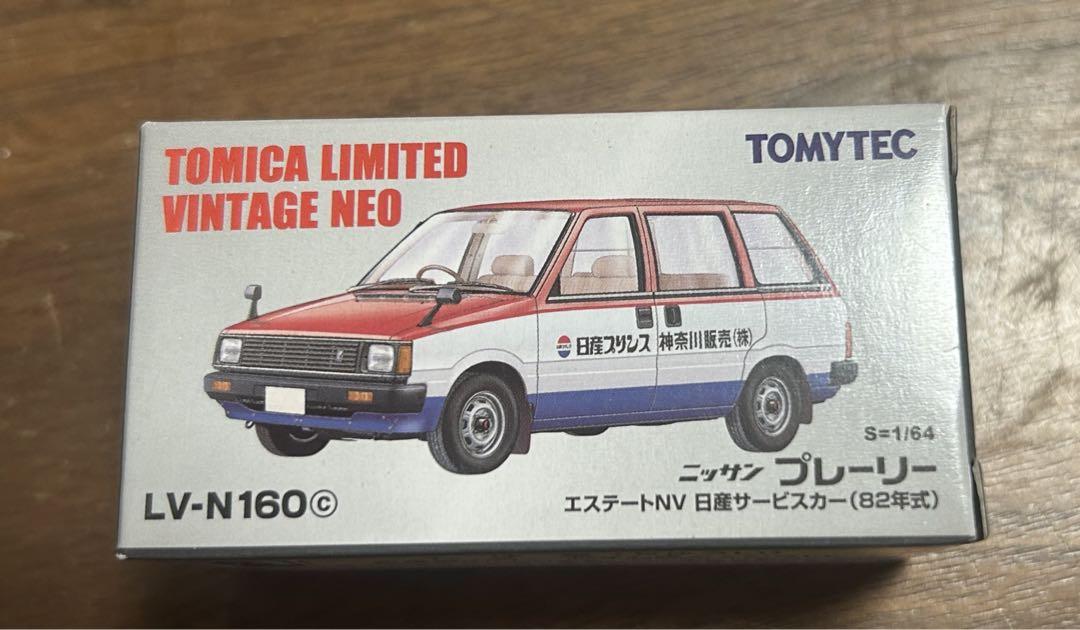 TOMICA LIMITED
VINTAGE NEO
TOMYTEC
日産プリンス 神奈川販売(株)
S=1/64
LV-N160ⓒ
ニッサン プレーリー
エステートNV 日産サービスカー(82年式)